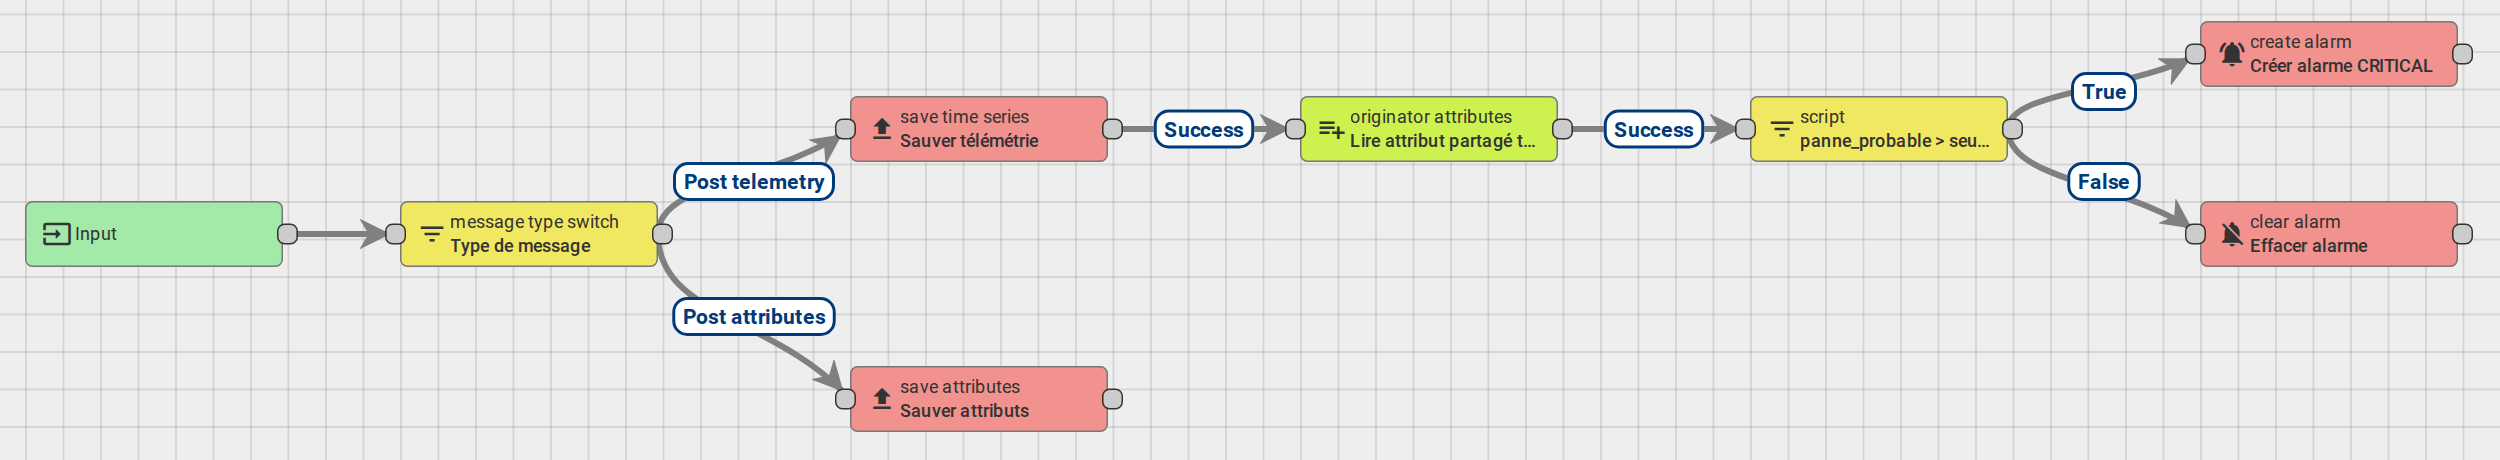 Input
message type switch
Type de message
Post telemetry
Post attributes
save time series
Sauver télémétrie
save attributes
Sauver attributs
Success
originator attributes
Lire attribut partagé t...
Success
script
panne_probable > seu...
True
False
create alarm
Créer alarme CRITICAL
clear alarm
Effacer alarme